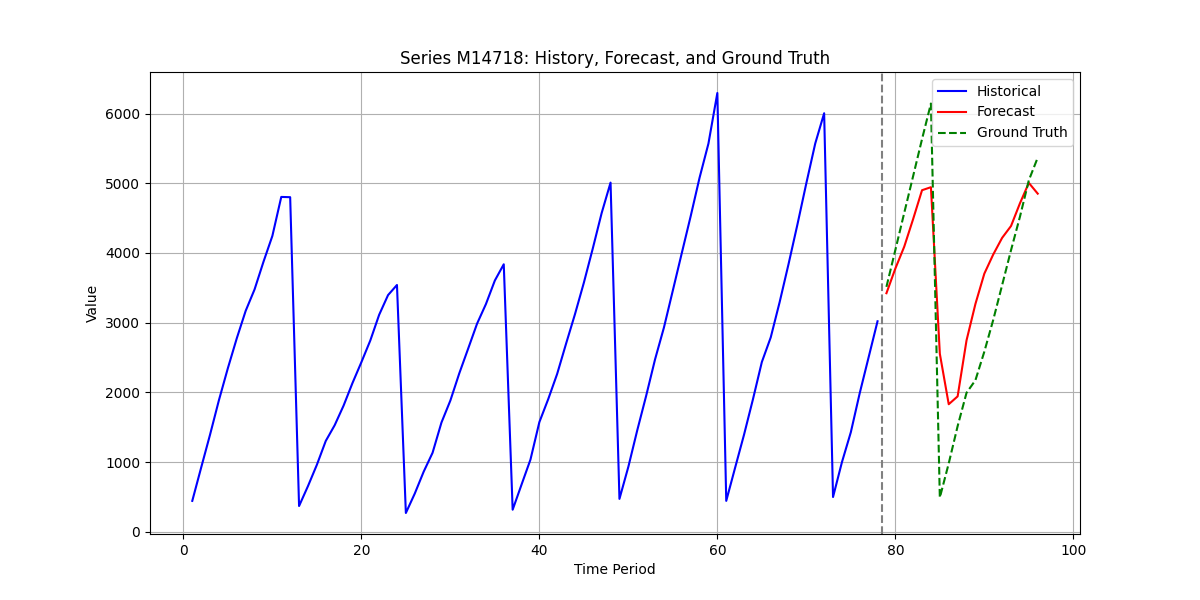 Series M14718: History, Forecast, and Ground Truth
Historical
Forecast
Ground Truth
Value
6000
5000
4000
3000
2000
1000
0
0 20 40 60 80 100
Time Period